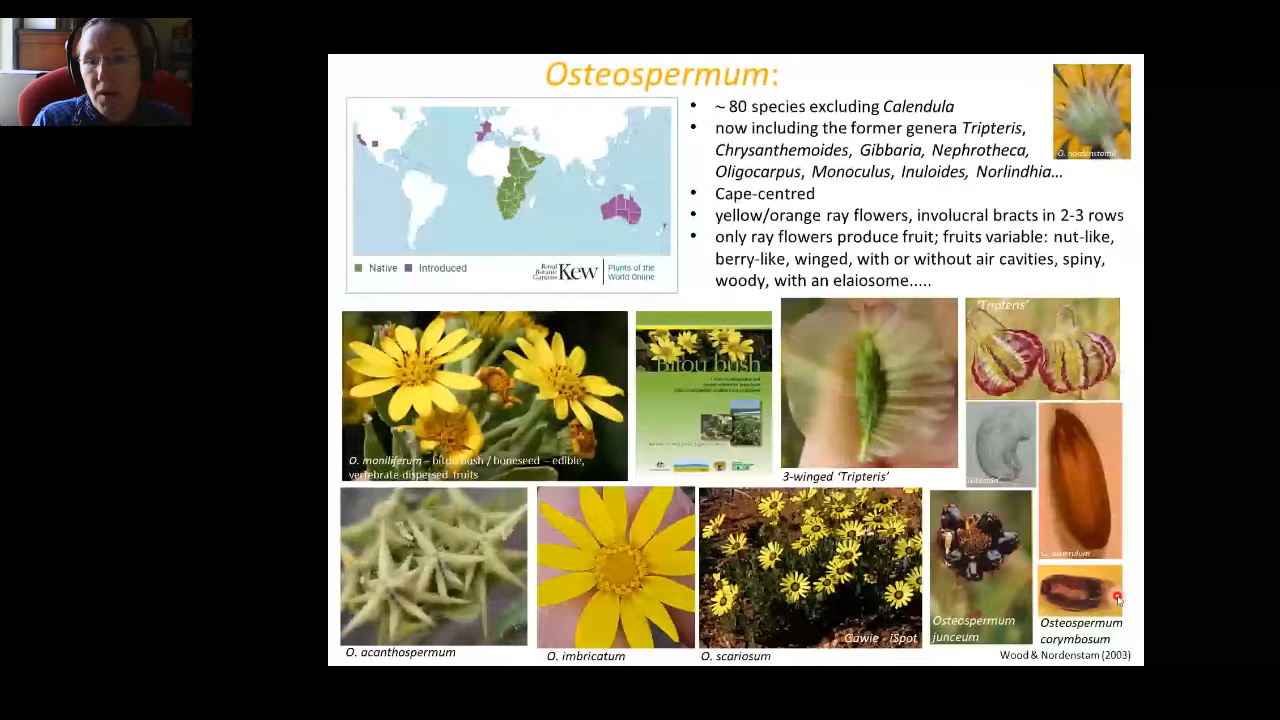 Osteospermum:
~ 80 species excluding Calendula
now including the former genera Tripteris,
Chrysanthemoides, Gibbaria, Nephrotheca,
Oligocarpus, Monoculus, Inuloides, Norlindhia...
Cape-centred
yellow/orange ray flowers, involucral bracts in 2-3 rows
only ray flowers produce fruit; fruits variable: nut-like,
berry-like, winged, with or without air cavities, spiny,
woody, with an elaiosome.....
Native Introduced
Royal
Botanic
Gardens
Kew
Plants of the
World Online
bitou bush
'Tripteris'
O. moniliferum – bitou bush / boneseed – edible,
vertebrate-dispersed fruits
3-winged 'Tripteris'
O. acanthospermum
O. imbricatum
Gawie - iSpot
O. scariosum
Osteospermum
junceum
Osteospermum
corymbosum
Wood & Nordenstam (2003)